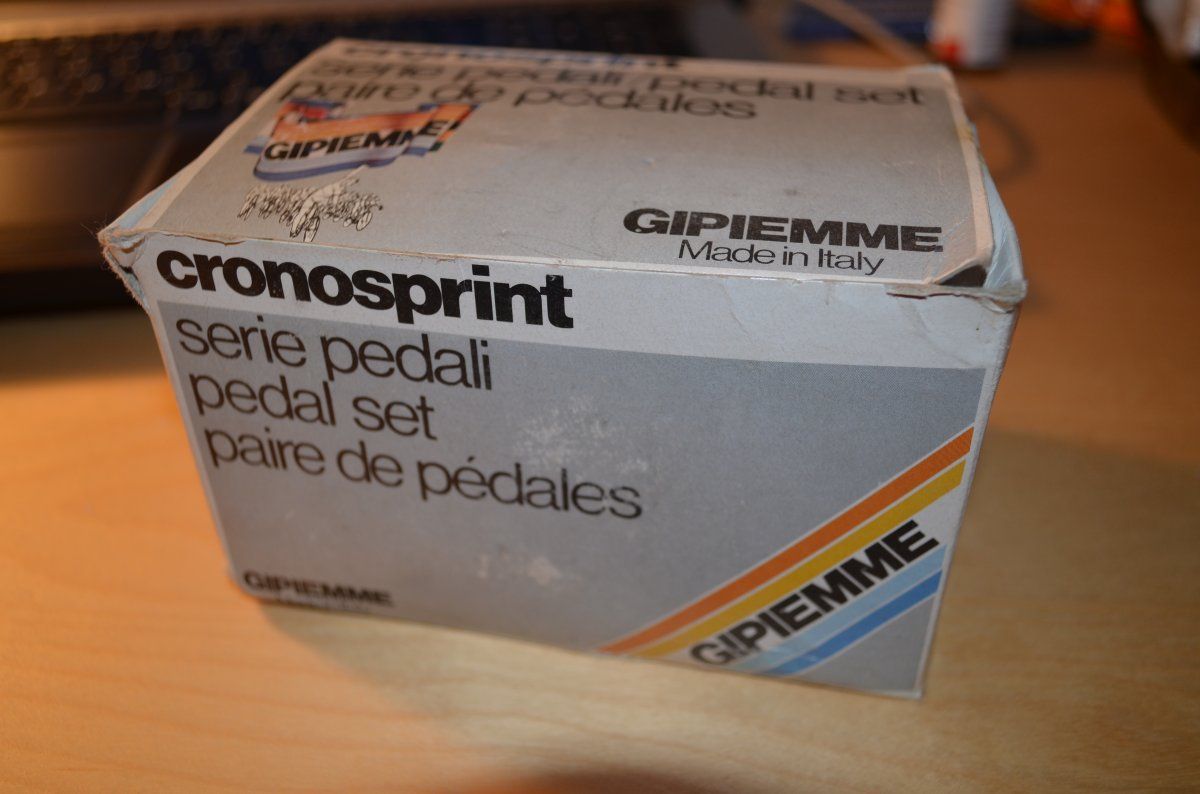 cronosprint
serie pedali/pedal set
paire de pédales
GIPIEMME
GIPIEMME
Made in Italy
cronosprint
serie pedali
pedal set
paire de pédales
GIPIEMME
GIPIEMME